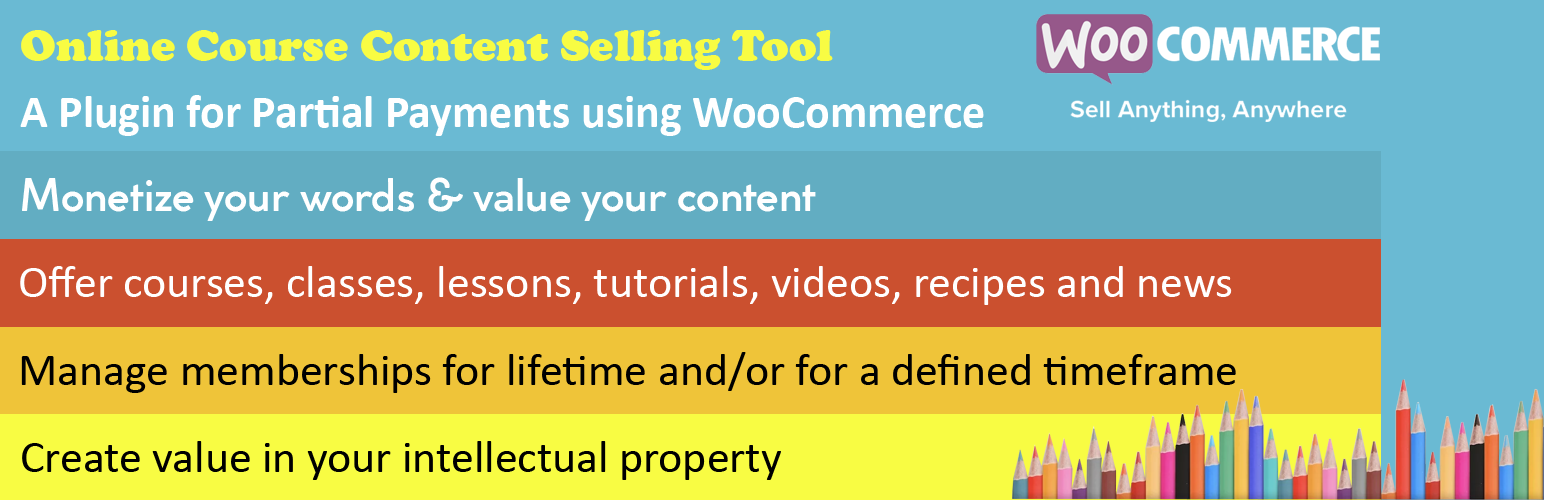 Online Course Content Selling Tool
WOOCOMMERCE
A Plugin for Partial Payments using WooCommerce
Sell Anything, Anywhere
Monetize your words & value your content
Offer courses, classes, lessons, tutorials, videos, recipes and news
Manage memberships for lifetime and/or for a defined timeframe
Create value in your intellectual property